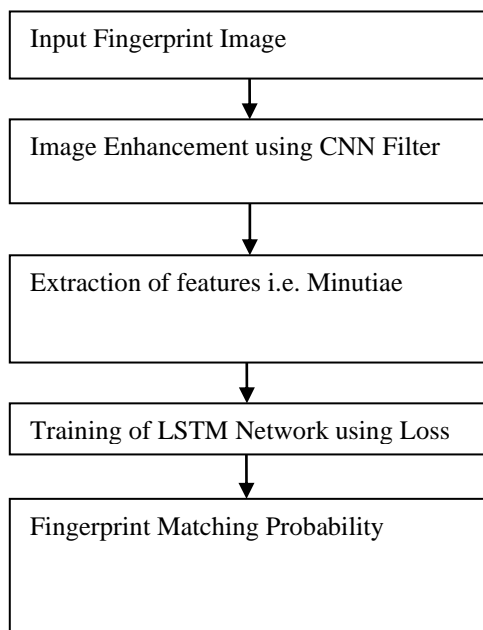 Input Fingerprint Image
Image Enhancement using CNN Filter
Extraction of features i.e. Minutiae
Training of LSTM Network using Loss
Fingerprint Matching Probability